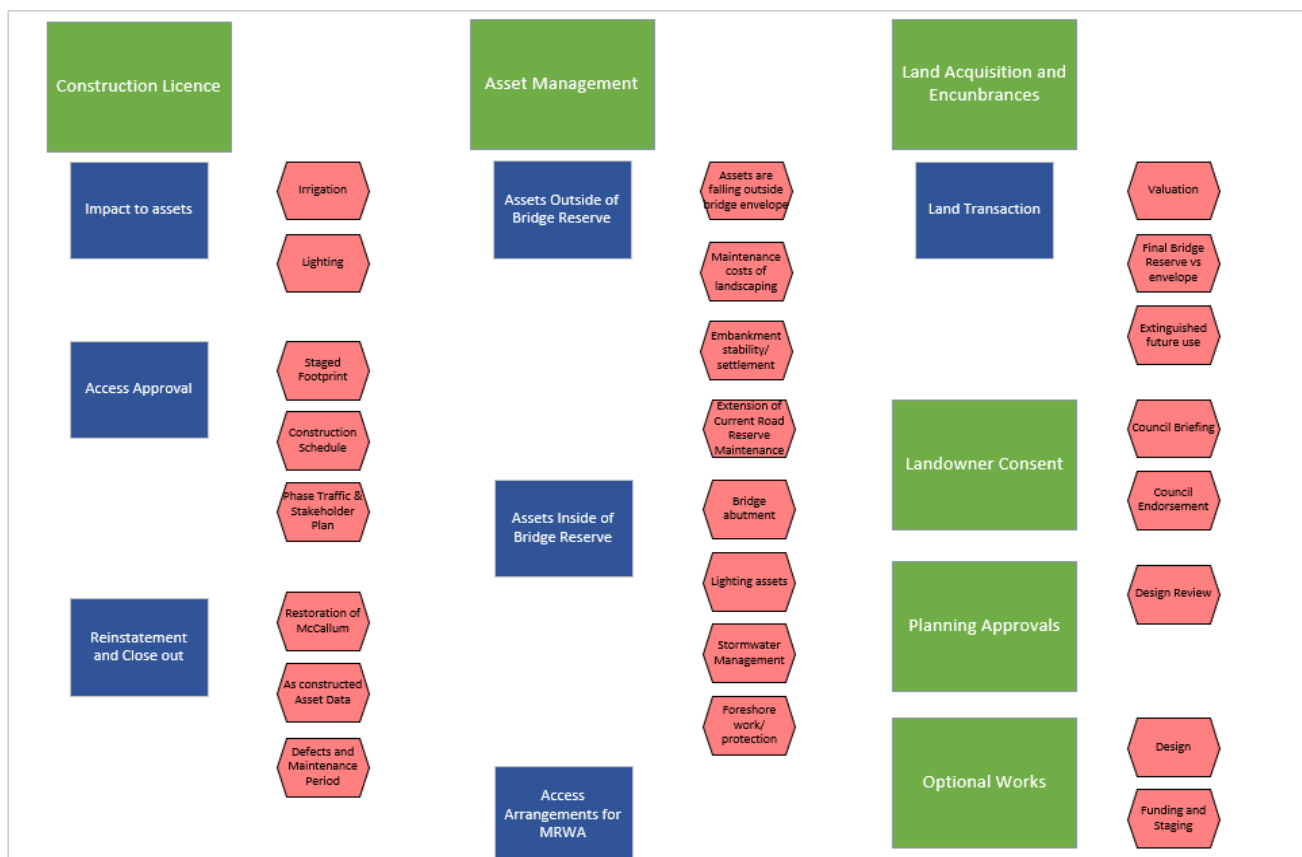 Construction Licence
Impact to assets
Irrigation
Lighting
Access Approval
Staged
Footprint
Construction
Schedule
Phase Traffic &
Stakeholder
Plan
Reinstatement
and Close out
Restoration of
McCallum
As constructed
Asset Data
Defects and
Maintenance
Period
Asset Management
Assets Outside of
Bridge Reserve
Assets are
falling outside
bridge envelope
Maintenance
costs of
landscaping
Embankment
stability/
settlement
Extension of
Current Road
Reserve
Maintenance
Assets Inside of
Bridge Reserve
Bridge
abutment
Lighting assets
Stormwater
Management
Foreshore
work/
protection
Access
Arrangements for
MRWA
Land Acquisition and
Encunbrances
Land Transaction
Valuation
Final Bridge
Reserve vs
envelope
Extinguished
future use
Landowner Consent
Council Briefing
Council
Endorsement
Planning Approvals
Design Review
Optional Works
Design
Funding and
Staging